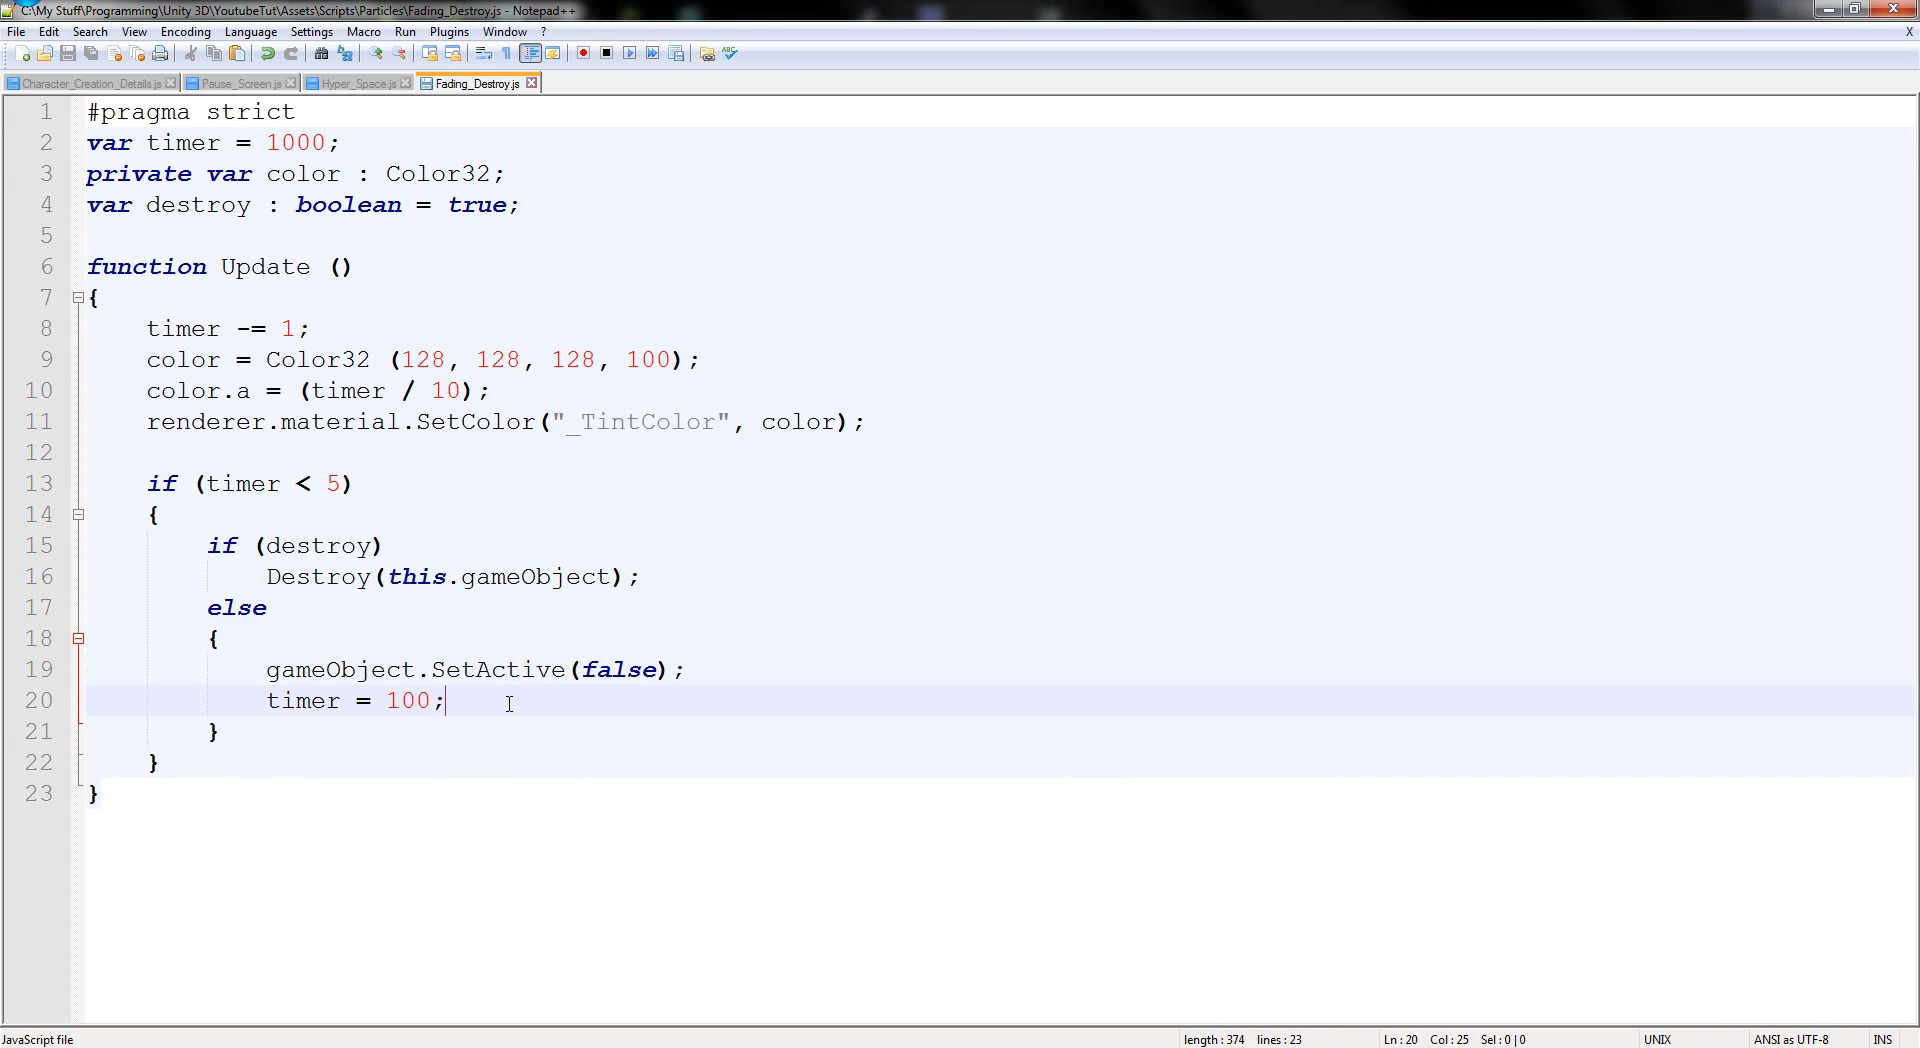 C:\My Stuff\Programming\Unity 3D\YoutubeTut\Assets\Scripts\Particles\Fading_Destroy.js - Notepad++
File Edit Search View Encoding Language Settings Macro Run Plugins Window ? X
Character_Creation_Details.js Pause_Screen.js Hyper_Space.js Fading_Destroy.js
1 #pragma strict
2 var timer = 1000;
3 private var color : Color32;
4 var destroy : boolean = true;
5
6 function Update ()
7 {
8 timer -= 1;
9 color = Color32 (128, 128, 128, 100);
10 color.a = (timer / 10);
11 renderer.material.SetColor("_TintColor", color);
12
13 if (timer < 5)
14 {
15 if (destroy)
16 Destroy(this.gameObject);
17 else
18 {
19 gameObject.SetActive(false);
20 timer = 100;
21 }
22 }
23 }
JavaScript file length : 374 lines : 23 Ln : 20 Col : 25 Sel : 0 | 0 UNIX ANSI as UTF-8 INS